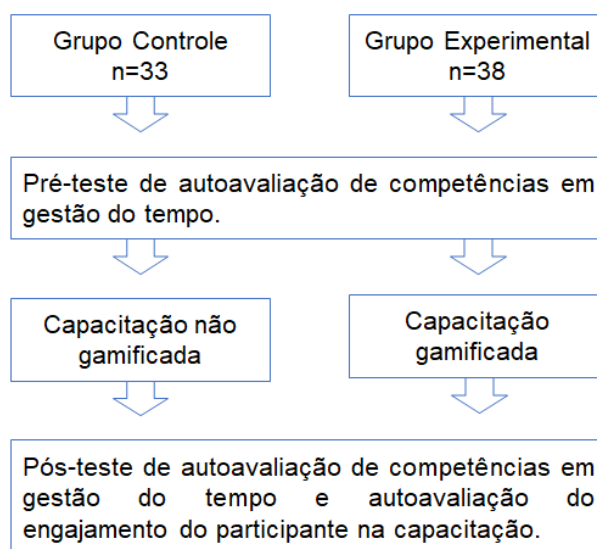 Grupo Controle
n=33
Grupo Experimental
n=38
Pré-teste de autoavaliação de competências em
gestão do tempo.
Capacitação não
gamificada
Capacitação
gamificada
Pós-teste de autoavaliação de competências em
gestão do tempo e autoavaliação do
engajamento do participante na capacitação.